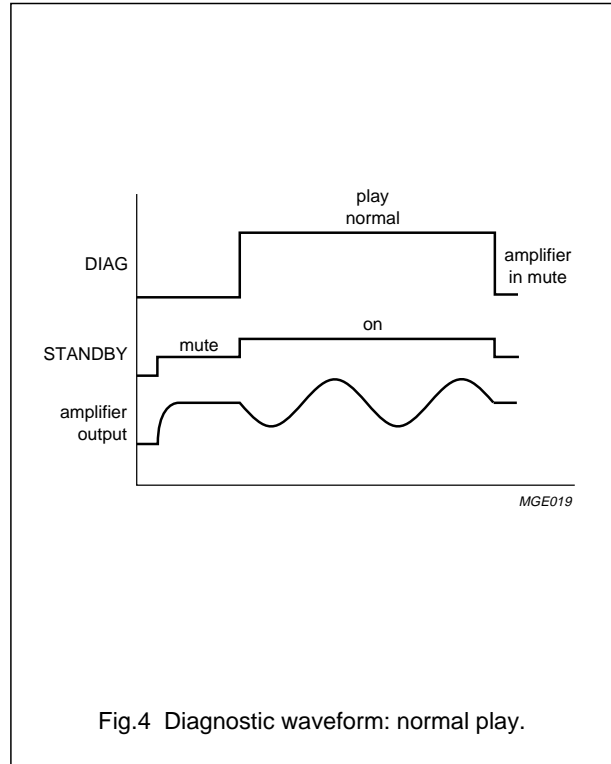 play
normal
DIAG
amplifier
in mute
STANDBY
mute
on
amplifier
output
MGE019
Fig.4 Diagnostic waveform: normal play.